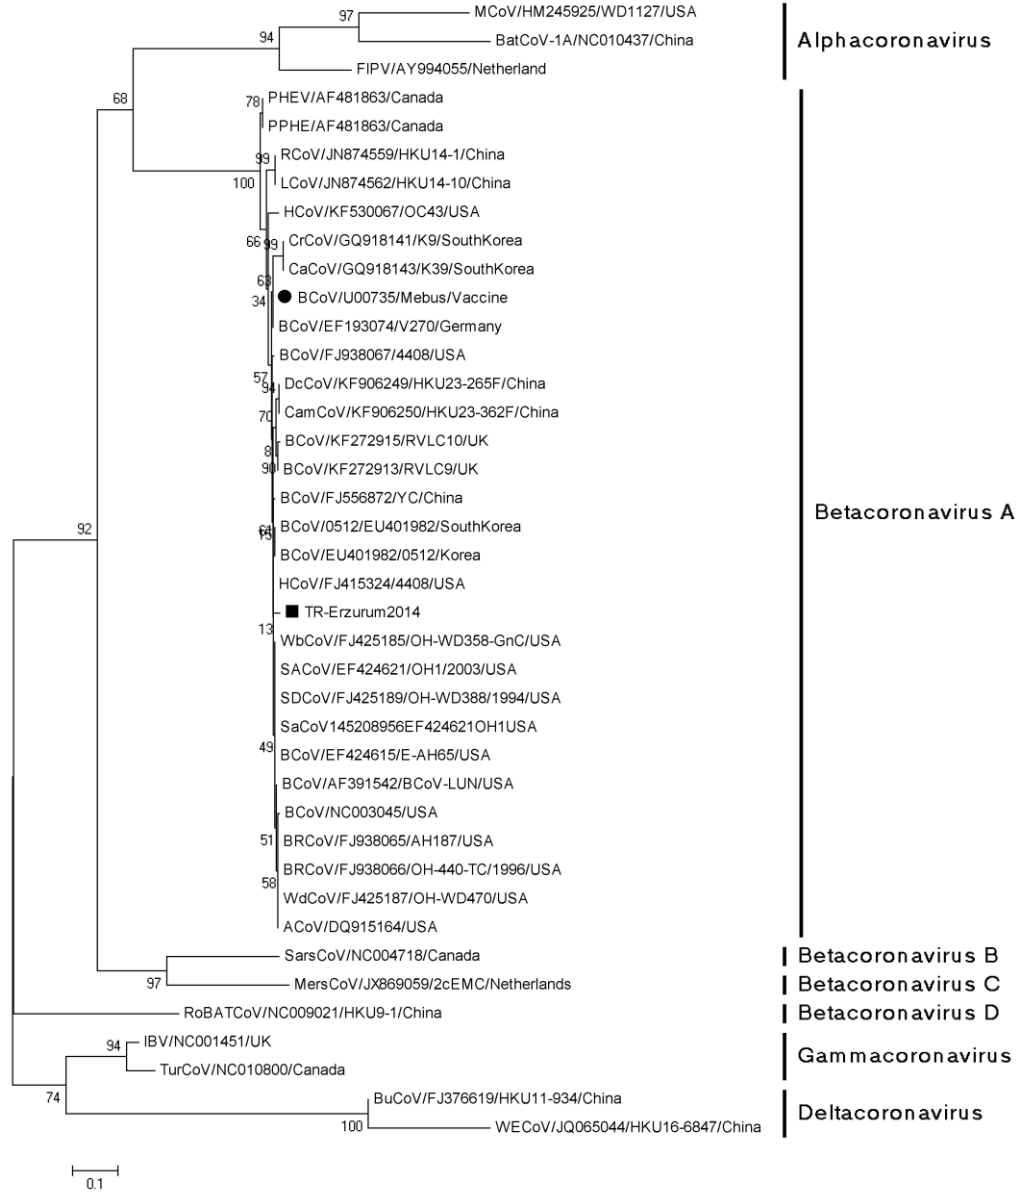 MCoV/HM245925/WD1127/USA
97
BatCoV-1A/NC010437/China
94
Alphacoronavirus
FIPV/AY994055/Netherland
68
PHEV/AF481863/Canada
78
PPHE/AF481863/Canada
RCoV/JN874559/HKU14-1/China
99
LCoV/JN874562/HKU14-10/China
100
HCoV/KF530067/OC43/USA
66
CrCoV/GQ918141/K9/SouthKorea
99
CaCoV/GQ918143/K39/SouthKorea
63
BCoV/U00735/Mebus/Vaccine
34
BCoV/EF193074/V270/Germany
BCoV/FJ938067/4408/USA
57
DcCoV/KF906249/HKU23-265F/China
94
CamCoV/KF906250/HKU23-362F/China
70
BCoV/KF272915/RVLC10/UK
8
BCoV/KF272913/RVLC9/UK
90
BCoV/FJ556872/YC/China
Betacoronavirus A
BCoV/0512/EU401982/SouthKorea
92
BCoV/EU401982/0512/Korea
HCoV/FJ415324/4408/USA
TR-Erzurum2014
13
WbCoV/FJ425185/OH-WD358-GnC/USA
SACoV/EF424621/OH1/2003/USA
SDCoV/FJ425189/OH-WD388/1994/USA
SaCoV145208956EF424621OH1USA
49
BCoV/EF424615/E-AH65/USA
BCoV/AF391542/BCoV-LUN/USA
BCoV/NC003045/USA
51
BRCoV/FJ938065/AH187/USA
BRCoV/FJ938066/OH-440-TC/1996/USA
58
WdCoV/FJ425187/OH-WD470/USA
ACoV/DQ915164/USA
SarsCoV/NC004718/Canada
Betacoronavirus B
97
MersCoV/JX869059/2cEMC/Netherlands
Betacoronavirus C
RoBATCoV/NC009021/HKU9-1/China
Betacoronavirus D
94
IBV/NC001451/UK
Gammacoronavirus
TurCoV/NC010800/Canada
74
BuCoV/FJ376619/HKU11-934/China
Deltacoronavirus
100
WECoV/JQ065044/HKU16-6847/China
0.1